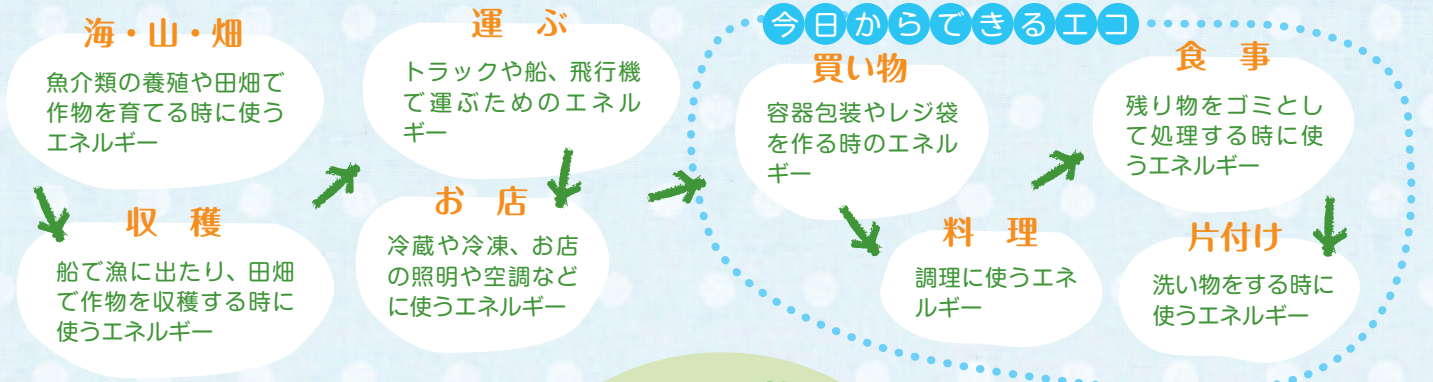 海・山・畑
魚介類の養殖や田畑で
作物を育てる時に使う
エネルギー
収穫
船で漁に出たり、田畑
で作物を収穫する時に
使うエネルギー
運ぶ
トラックや船、飛行機
で運ぶためのエネル
ギー
お店
冷蔵や冷凍、お店
の照明や空調など
に使うエネルギー
今日からできるエコ
買い物
容器包装やレジ袋
を作る時のエネル
ギー
料理
調理に使うエネ
ルギー
食事
残り物をゴミとし
て処理する時に使
うエネルギー
片付け
洗い物をする時に
使うエネルギー